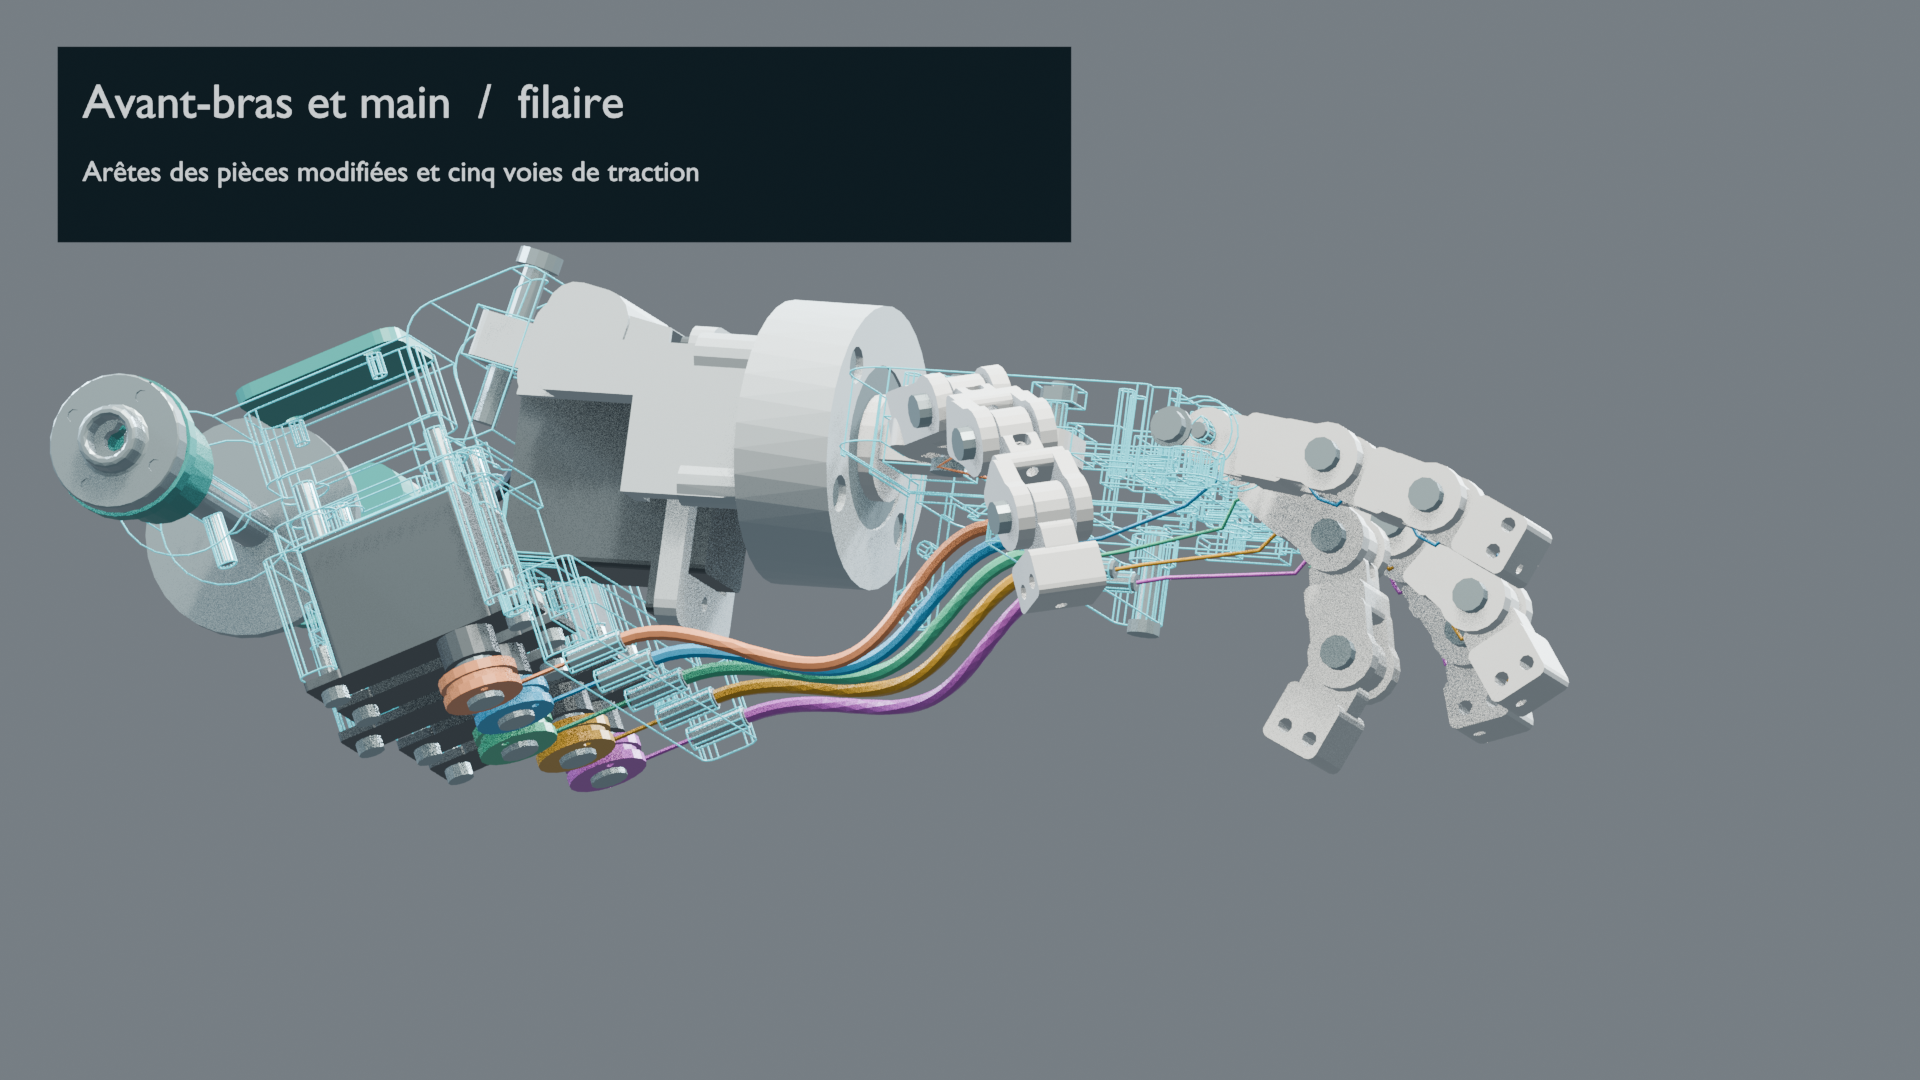 Avant-bras et main / filaire
Arêtes des pièces modifiées et cinq voies de traction